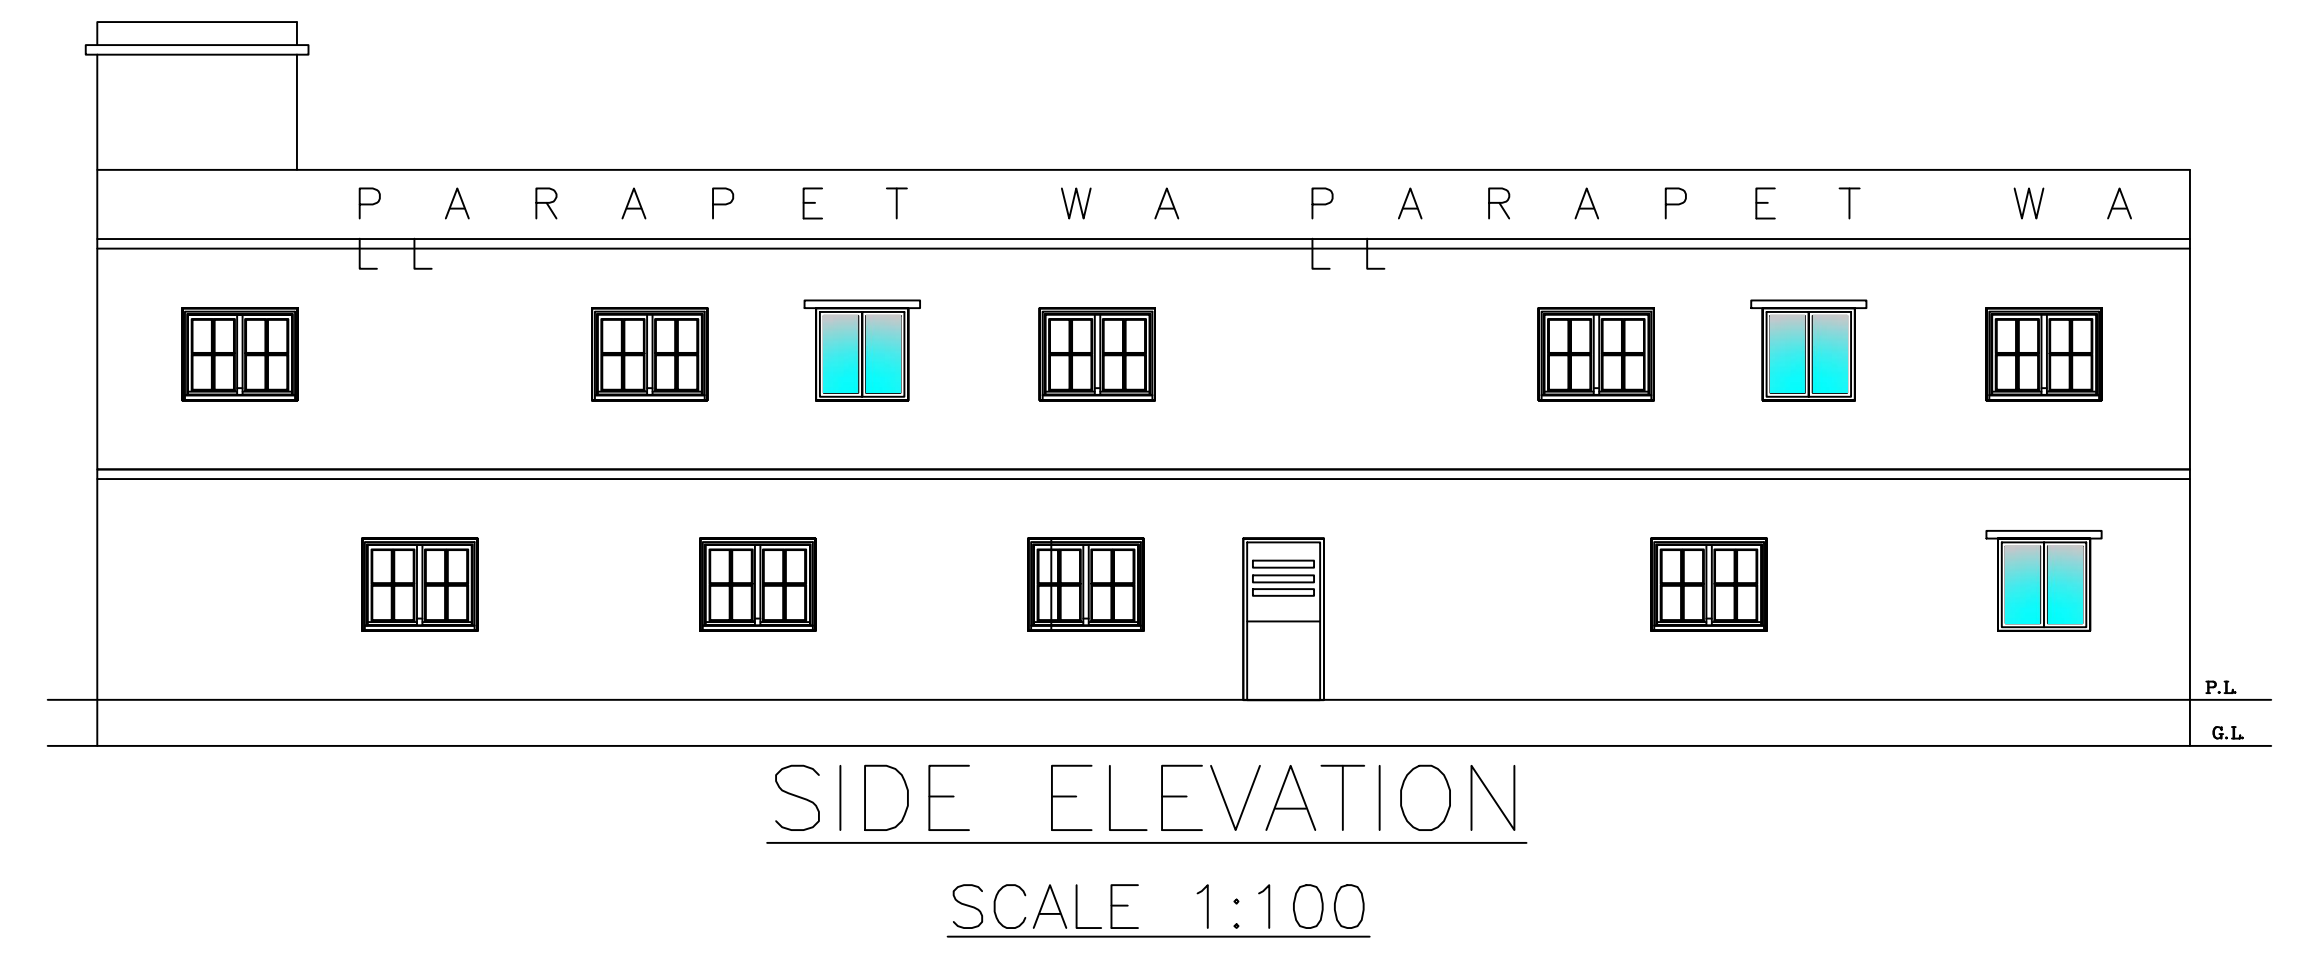 P A R A P E T W A P A R A P E T W A
L L L L
P.L.
G.L.
SIDE ELEVATION
SCALE 1:100